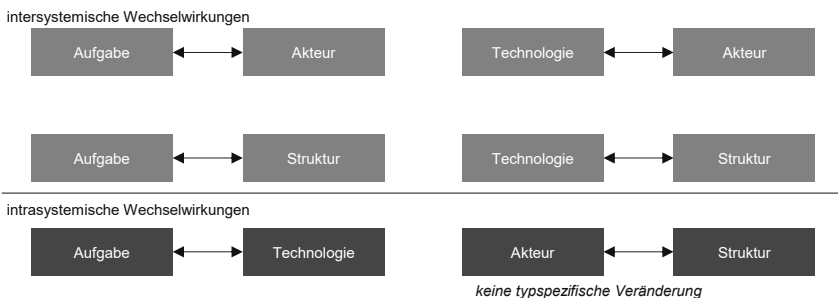 intersystemische Wechselwirkungen
Aufgabe Akteur Technologie Akteur
Aufgabe Struktur Technologie Struktur
intrasystemische Wechselwirkungen
Aufgabe Technologie Akteur Struktur
keine typspezifische Veränderung